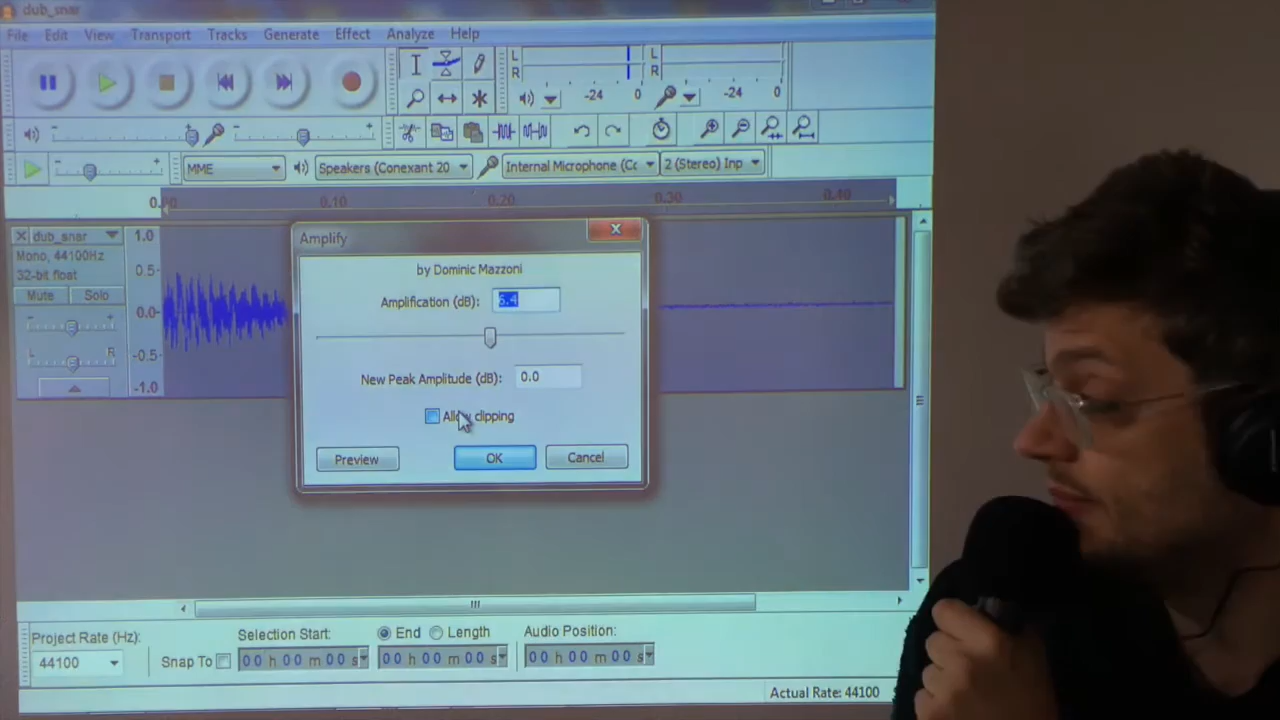 dub_snar
File Edit View Transport Tracks Generate Effect Analyze Help
L
R
-24 0
L
R
-24 0
MME
Speakers (Conexant 20
Internal Microphone (Cc
2 (Stereo) Inp
0.10 0.20 0.30 0.40
dub_snar
Mono, 44100Hz
32-bit float
Mute Solo
L R
1.0
0.5
0.0
-0.5
-1.0
Amplify
by Dominic Mazzoni
Amplification (dB):
New Peak Amplitude (dB): 0.0
Allow clipping
Preview OK Cancel
Project Rate (Hz):
44100
Snap To
Selection Start:
00 h 00 m 00 s
End Length
00 h 00 m 00 s
Audio Position:
00 h 00 m 00 s
Actual Rate: 44100